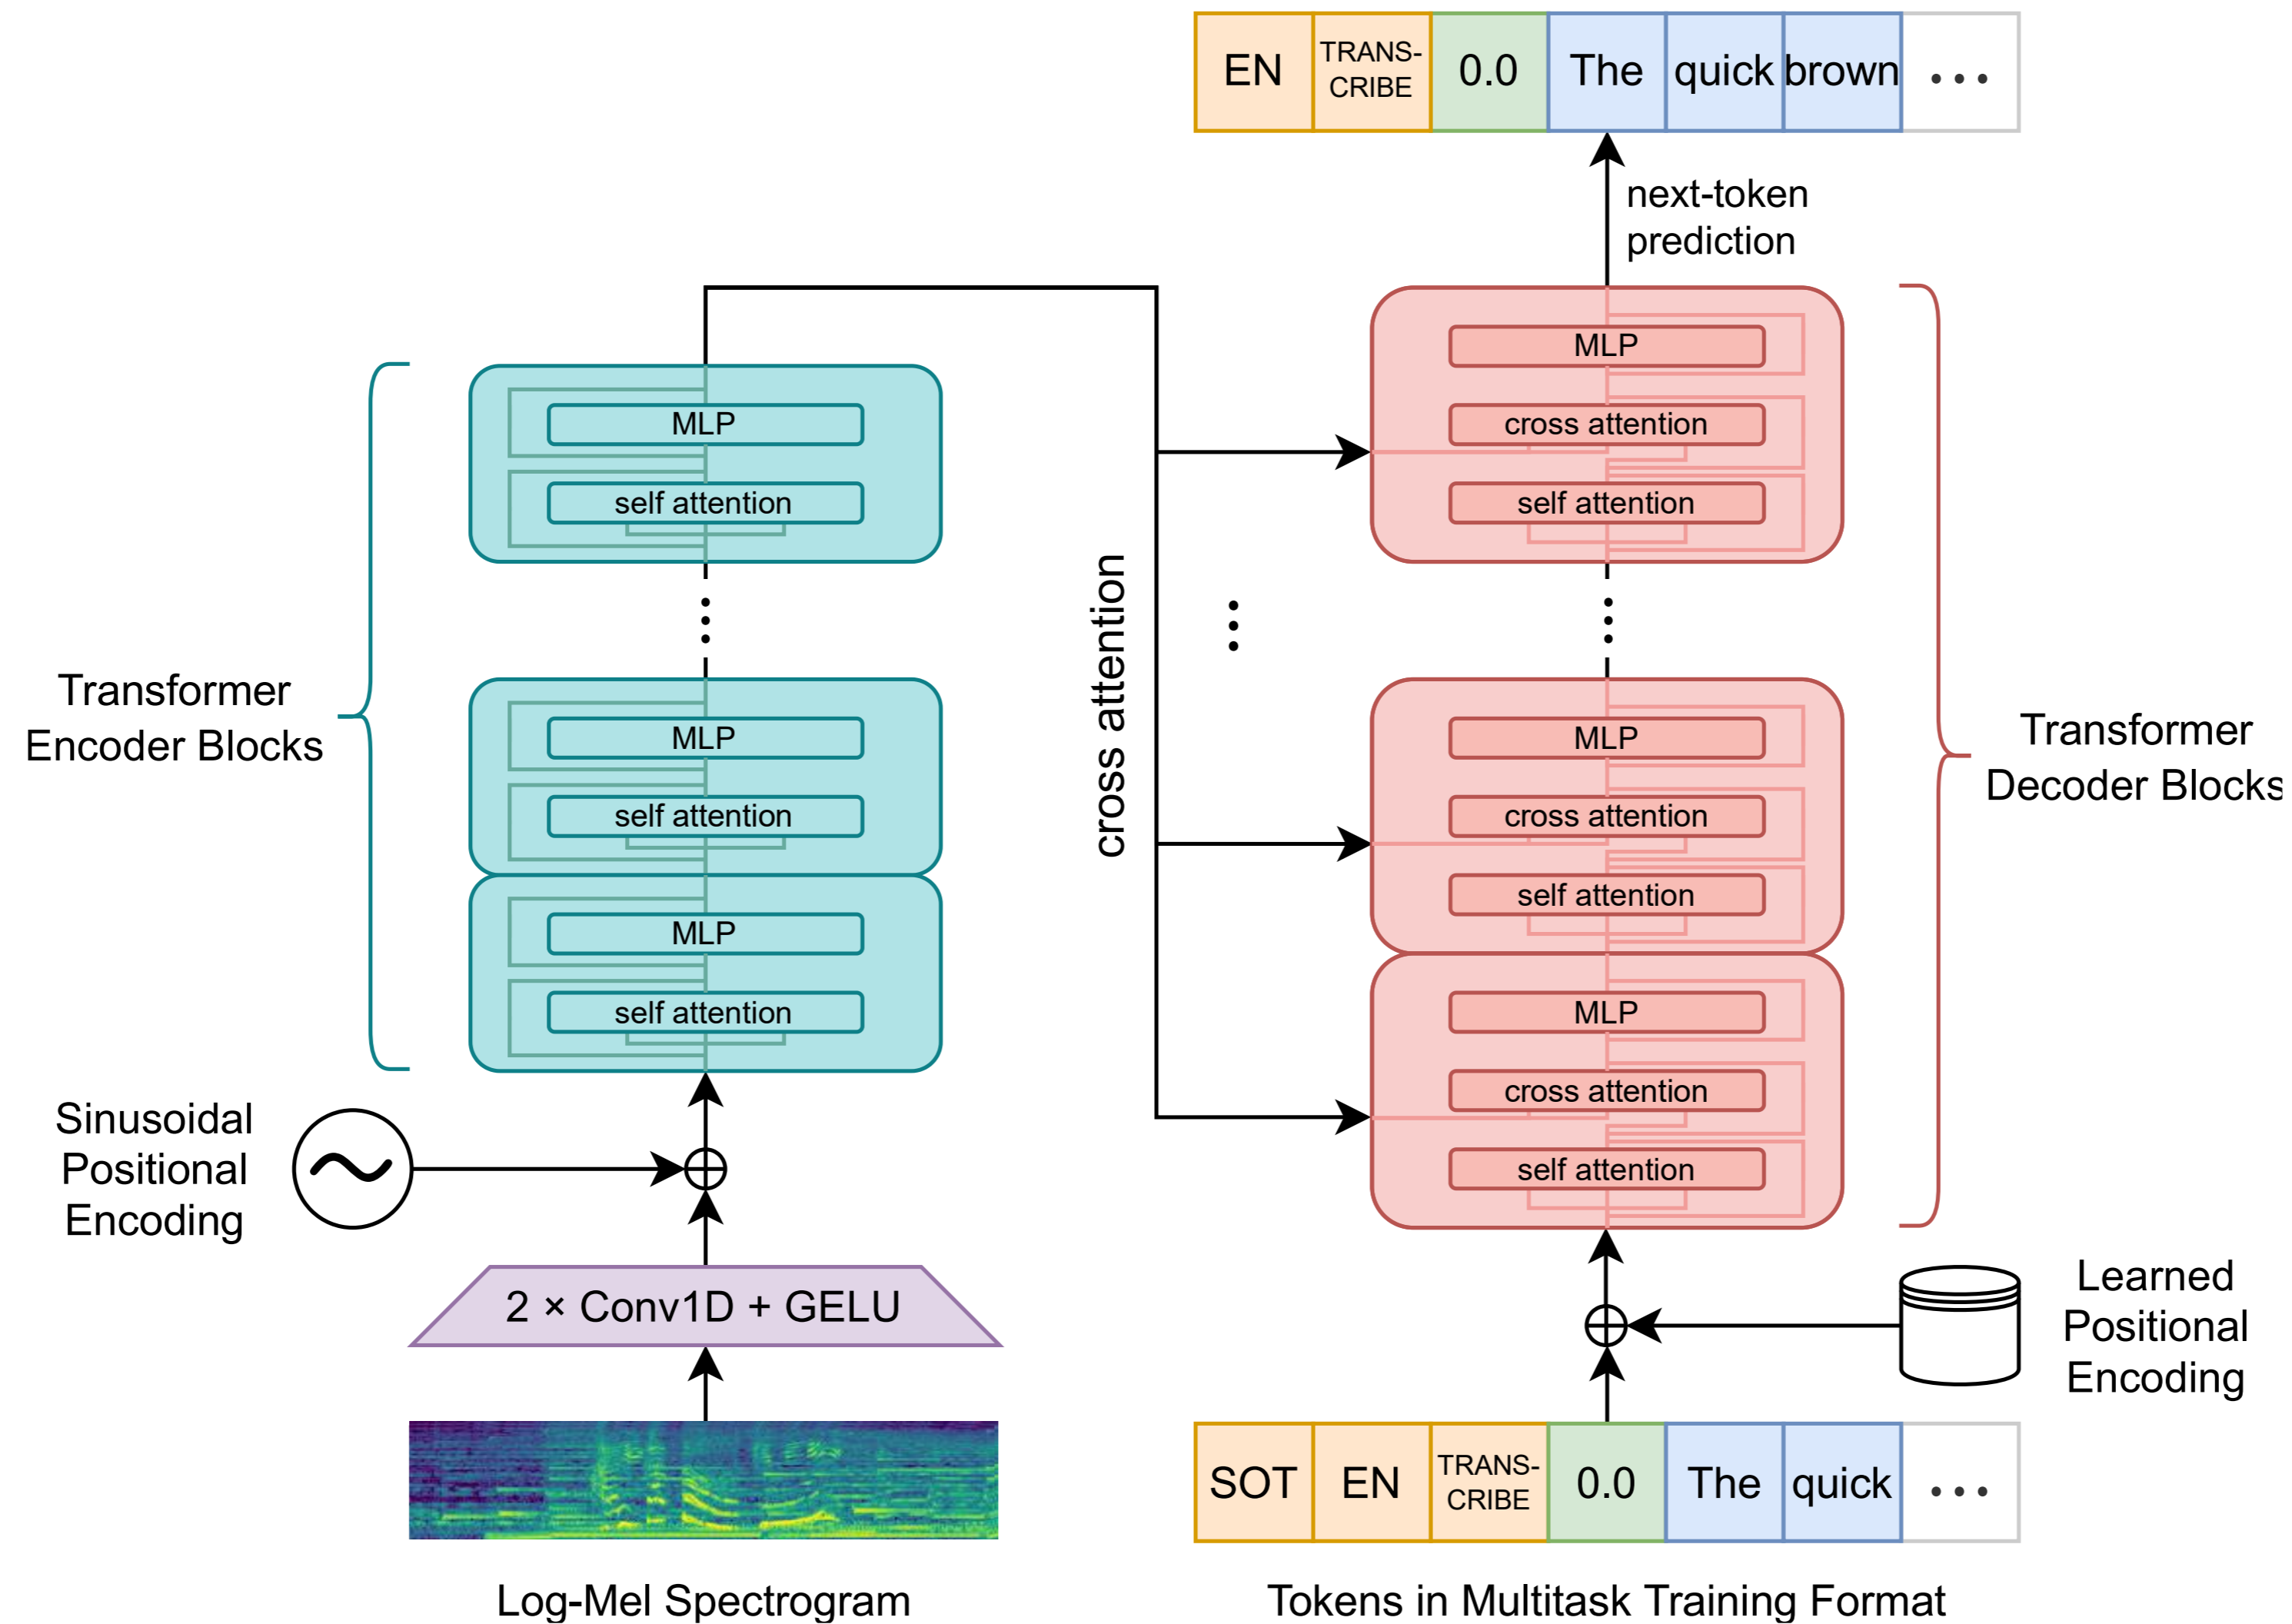 EN
TRANS-
CRIBE
0.0
The
quick
brown
...
next-token
prediction
MLP
cross attention
self attention
MLP
self attention
cross attention
Transformer
Encoder Blocks
MLP
self attention
MLP
self attention
MLP
cross attention
self attention
MLP
cross attention
self attention
Transformer
Decoder Blocks
Sinusoidal
Positional
Encoding
2 × Conv1D + GELU
Learned
Positional
Encoding
SOT
EN
TRANS-
CRIBE
0.0
The
quick
...
Log-Mel Spectrogram
Tokens in Multitask Training Format